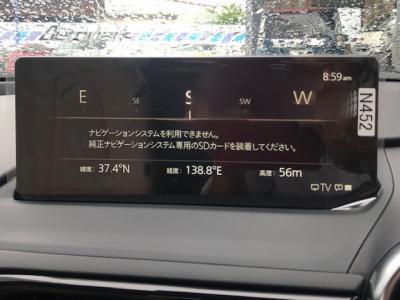 8:59am
E SE S SW W
ナビゲーションシステムを利用できません。
純正ナビゲーションシステム専用のSDカードを装着してください。
緯度: 37.4°N 経度: 138.8°E 高度: 56m
TV
N452